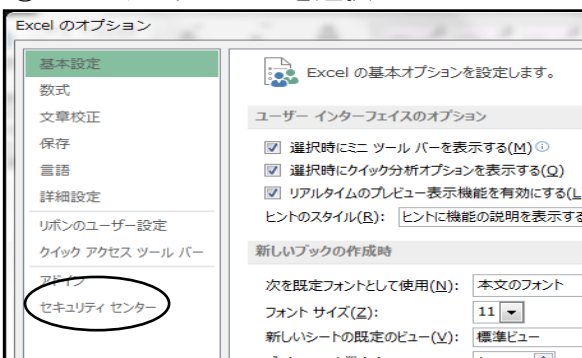 Excel のオプション
基本設定
数式
文章校正
保存
言語
詳細設定
リボンのユーザー設定
クイック アクセス ツール バー
アドイン
セキュリティ センター
Excel の基本オプションを設定します。
ユーザー インターフェイスのオプション
選択時にミニ ツール バーを表示する(M)
選択時にクイック分析オプションを表示する(Q)
リアルタイムのプレビュー表示機能を有効にする(L
ヒントのスタイル(R): ヒントに機能の説明を表示する
新しいブックの作成時
次を既定フォントとして使用(N): 本文のフォント
フォント サイズ(Z): 11
新しいシートの既定のビュー(V): 標準ビュー